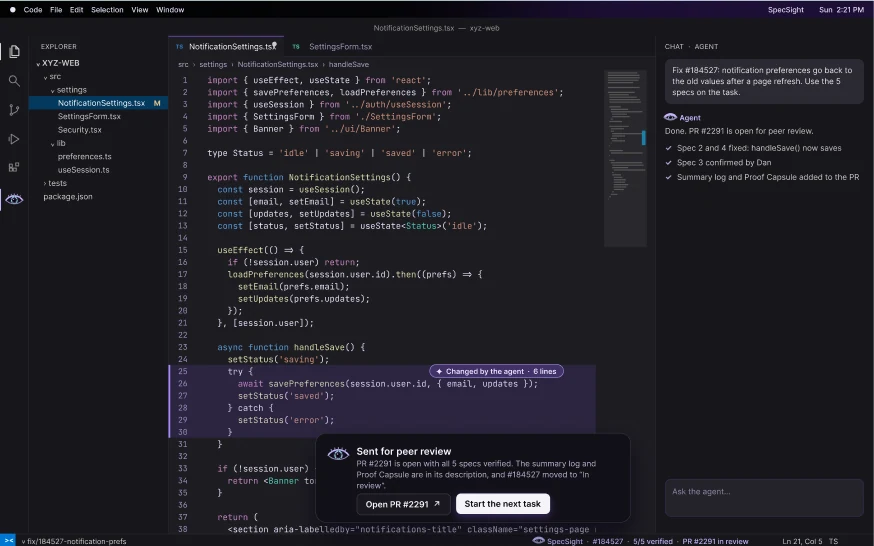 Code File Edit Selection View Window SpecSight Sun 2:21 PM
NotificationSettings.tsx — xyz-web
EXPLORER
XYZ-WEB
src
settings
NotificationSettings.tsx M
SettingsForm.tsx
Security.tsx
lib
preferences.ts
useSession.ts
tests
package.json
TS NotificationSettings.tsx
TS SettingsForm.tsx
src › settings › NotificationSettings.tsx › handleSave
1 import { useEffect, useState } from 'react';
2 import { savePreferences, loadPreferences } from '../lib/preferences';
3 import { useSession } from '../auth/useSession';
4 import { SettingsForm } from './SettingsForm';
5 import { Banner } from '../ui/Banner';
6
7 type Status = 'idle' | 'saving' | 'saved' | 'error';
8
9 export function NotificationSettings() {
10 const session = useSession();
11 const [email, setEmail] = useState(true);
12 const [updates, setUpdates] = useState(false);
13 const [status, setStatus] = useState<Status>('idle');
14
15 useEffect(() => {
16 if (!session.user) return;
17 loadPreferences(session.user.id).then((prefs) => {
18 setEmail(prefs.email);
19 setUpdates(prefs.updates);
20 });
21 }, [session.user]);
22
23 async function handleSave() {
24 setStatus('saving');
25 try {
Changed by the agent · 6 lines
26 await savePreferences(session.user.id, { email, updates });
27 setStatus('saved');
28 } catch {
29 setStatus('error');
30 }
31 }
32
33 if (!session.user)
34 return <Banner to
35 }
36
37 return (
38 <section aria-labelledby="notifications-title" className="settings-page
Sent for peer review
PR #2291 is open with all 5 specs verified. The summary log and
Proof Capsule are in its description, and #184527 moved to "In
review".
Open PR #2291 ↗
Start the next task
CHAT · AGENT
Fix #184527: notification preferences go back to
the old values after a page refresh. Use the 5
specs on the task.
Agent
Done. PR #2291 is open for peer review.
✓ Spec 2 and 4 fixed: handleSave() now saves
✓ Spec 3 confirmed by Dan
✓ Summary log and Proof Capsule added to the PR
Ask the agent...
fix/184527-notification-prefs
SpecSight · #184527 · 5/5 verified · PR #2291 in review
Ln 21, Col 5 TS